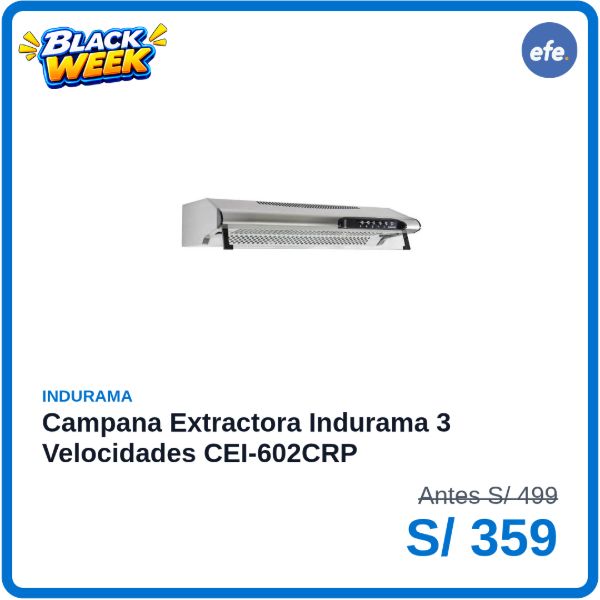 BLACK
WEEK
efe.
INDURAMA
Campana Extractora Indurama 3
Velocidades CEI-602CRP
Antes S/ 499
S/ 359